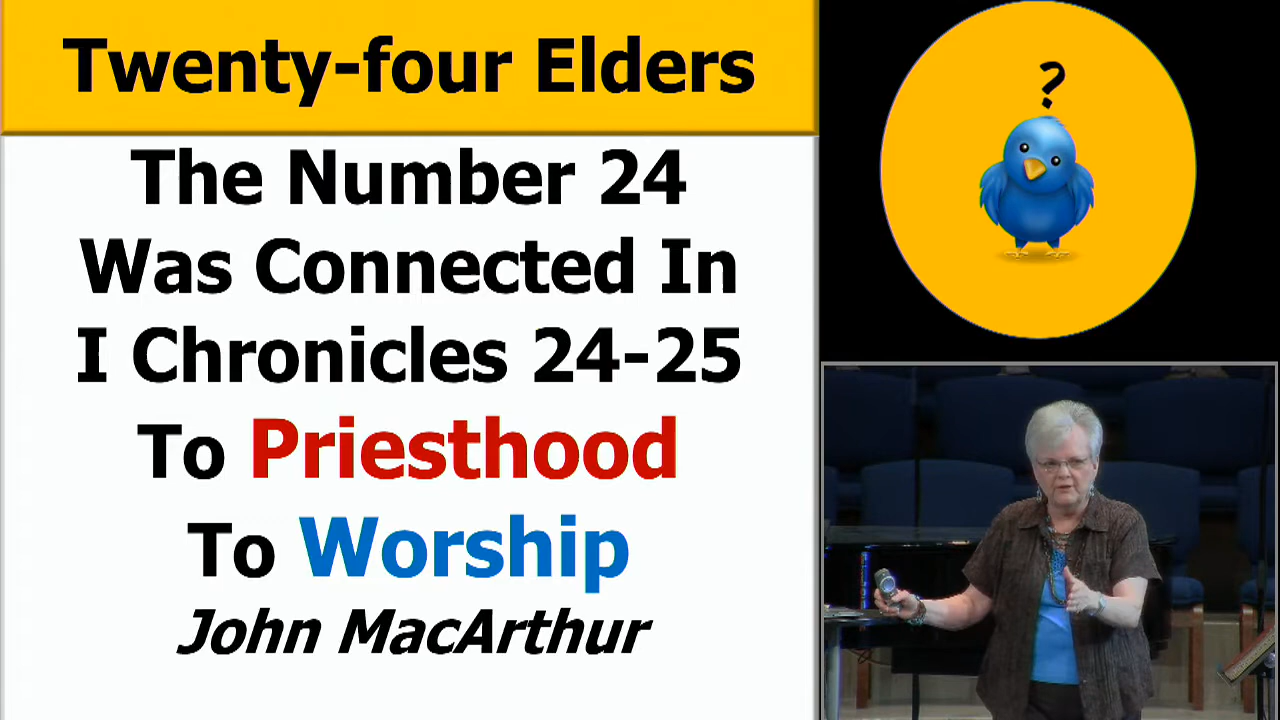 Twenty-four Elders
The Number 24
Was Connected In
I Chronicles 24-25
To Priesthood
To Worship
John MacArthur
?